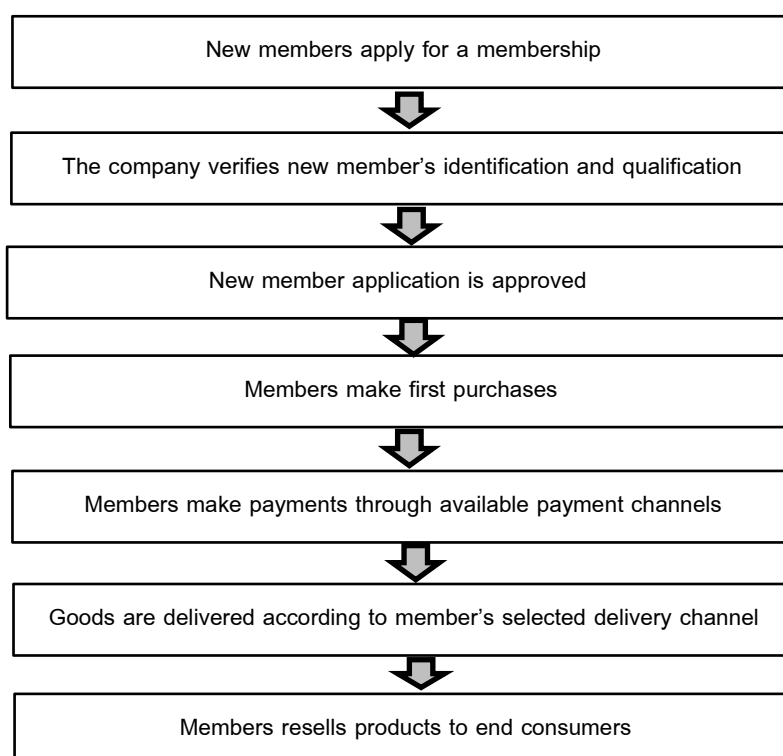 New members apply for a membership
The company verifies new member's identification and qualification
New member application is approved
Members make first purchases
Members make payments through available payment channels
Goods are delivered according to member's selected delivery channel
Members resells products to end consumers